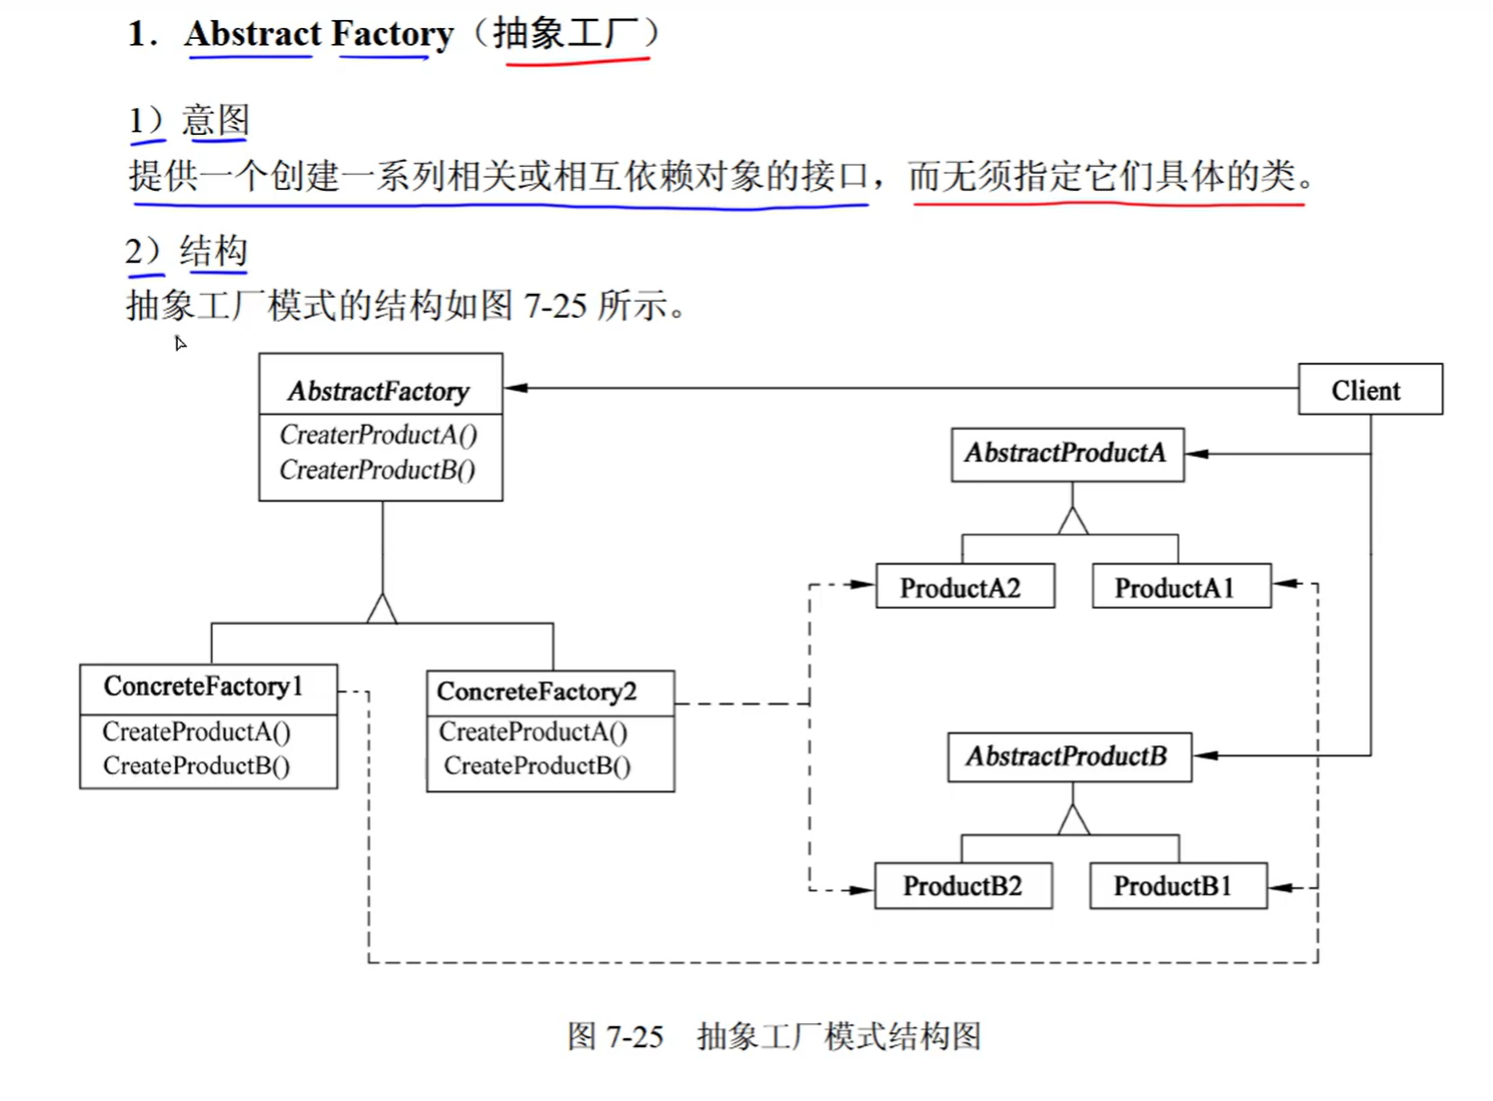 1. Abstract Factory（抽象工厂）
1）意图
提供一个创建一系列相关或相互依赖对象的接口，而无须指定它们具体的类。
2）结构
抽象工厂模式的结构如图 7-25 所示。
AbstractFactory
CreaterProductA()
CreaterProductB()
Client
AbstractProductA
ProductA2
ProductA1
ConcreteFactory1
CreateProductA()
CreateProductB()
ConcreteFactory2
CreateProductA()
CreateProductB()
AbstractProductB
ProductB2
ProductB1
图 7-25 抽象工厂模式结构图